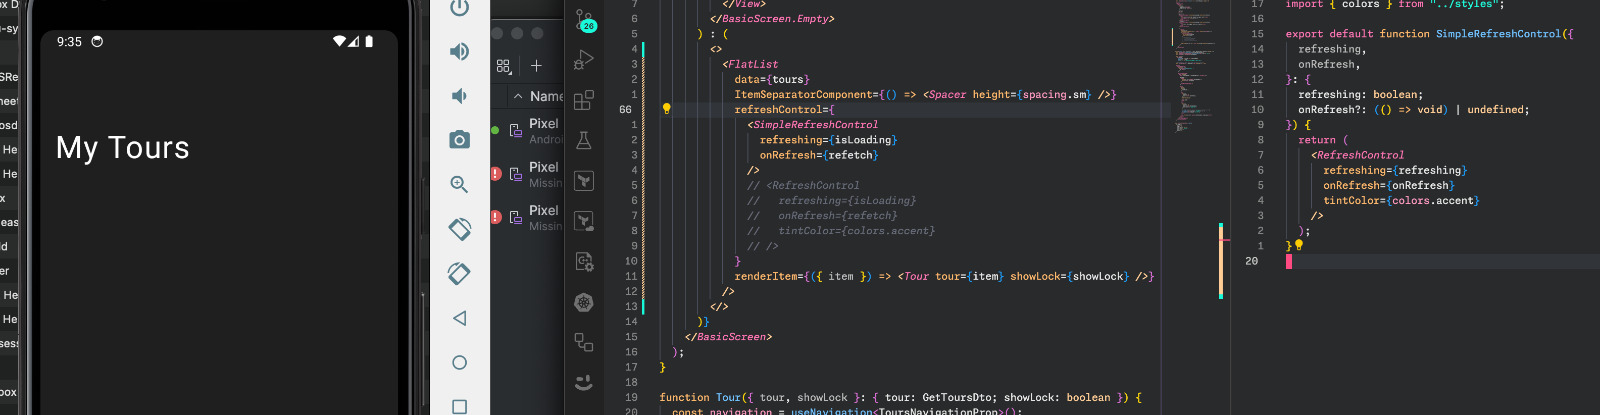 ox D
u-sy
SRe
heet
osd
He
He
x
eas
ld
er
He
He
sess
box
9:35
My Tours
Name
Pixel
Androi
Pixel
Missin
Pixel
Missin
26
7 </View>
6 </BasicScreen.Empty>
5 ) : (
4 <>
3 <FlatList
2 data={tours}
1 ItemSeparatorComponent={() => <Spacer height={spacing.sm} />}
66 refreshControl={
1 <SimpleRefreshControl
2 refreshing={isLoading}
3 onRefresh={refetch}
4 />
5 // <RefreshControl
6 // refreshing={isLoading}
7 // onRefresh={refetch}
8 // tintColor={colors.accent}
9 // />
10 }
11 renderItem={({ item }) => <Tour tour={item} showLock={showLock} />}
12 />
13 </>
14 )}
15 </BasicScreen>
16 );
17 }
18
19 function Tour({ tour, showLock }: { tour: GetToursDto; showLock: boolean }) {
20 const navigation = useNavigation<ToursNavigationProp>();
17 import { colors } from "../styles";
16
15 export default function SimpleRefreshControl({
14 refreshing,
13 onRefresh,
12 }: {
11 refreshing: boolean;
10 onRefresh?: (() => void) | undefined;
9 }) {
8 return (
7 <RefreshControl
6 refreshing={refreshing}
5 onRefresh={onRefresh}
4 tintColor={colors.accent}
3 />
2 );
1 }
20